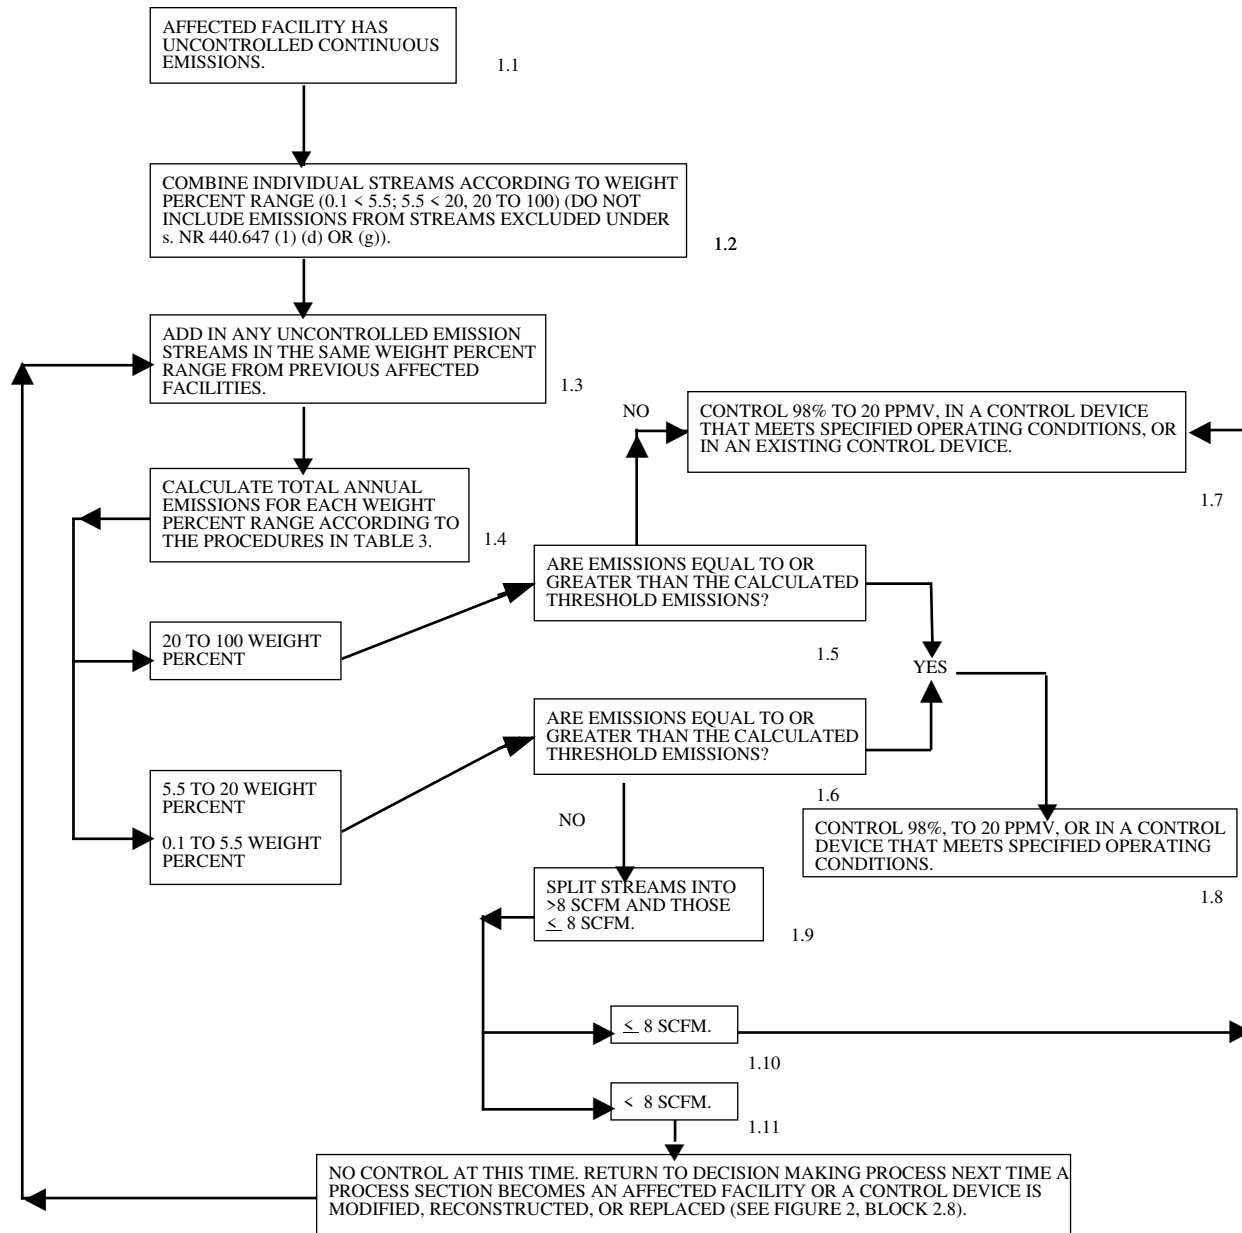 AFFECTED FACILITY HAS
UNCONTROLLED CONTINUOUS
EMISSIONS.
1.1
COMBINE INDIVIDUAL STREAMS ACCORDING TO WEIGHT
PERCENT RANGE (0.1 < 5.5; 5.5 < 20, 20 TO 100) (DO NOT
INCLUDE EMISSIONS FROM STREAMS EXCLUDED UNDER
s. NR 440.647 (1) (d) OR (g)).
1.2
ADD IN ANY UNCONTROLLED EMISSION
STREAMS IN THE SAME WEIGHT PERCENT
RANGE FROM PREVIOUS AFFECTED
FACILITIES.
1.3
NO
CONTROL 98% TO 20 PPMV, IN A CONTROL DEVICE
THAT MEETS SPECIFIED OPERATING CONDITIONS, OR
IN AN EXISTING CONTROL DEVICE.
1.7
CALCULATE TOTAL ANNUAL
EMISSIONS FOR EACH WEIGHT
PERCENT RANGE ACCORDING TO
THE PROCEDURES IN TABLE 3.
1.4
ARE EMISSIONS EQUAL TO OR
GREATER THAN THE CALCULATED
THRESHOLD EMISSIONS?
1.5
20 TO 100 WEIGHT
PERCENT
YES
ARE EMISSIONS EQUAL TO OR
GREATER THAN THE CALCULATED
THRESHOLD EMISSIONS?
1.6
5.5 TO 20 WEIGHT
PERCENT
0.1 TO 5.5 WEIGHT
PERCENT
NO
CONTROL 98%, TO 20 PPMV, OR IN A CONTROL
DEVICE THAT MEETS SPECIFIED OPERATING
CONDITIONS.
1.8
SPLIT STREAMS INTO
>8 SCFM AND THOSE
≤ 8 SCFM.
1.9
≤ 8 SCFM.
1.10
< 8 SCFM.
1.11
NO CONTROL AT THIS TIME. RETURN TO DECISION MAKING PROCESS NEXT TIME A
PROCESS SECTION BECOMES AN AFFECTED FACILITY OR A CONTROL DEVICE IS
MODIFIED, RECONSTRUCTED, OR REPLACED (SEE FIGURE 2, BLOCK 2.8).